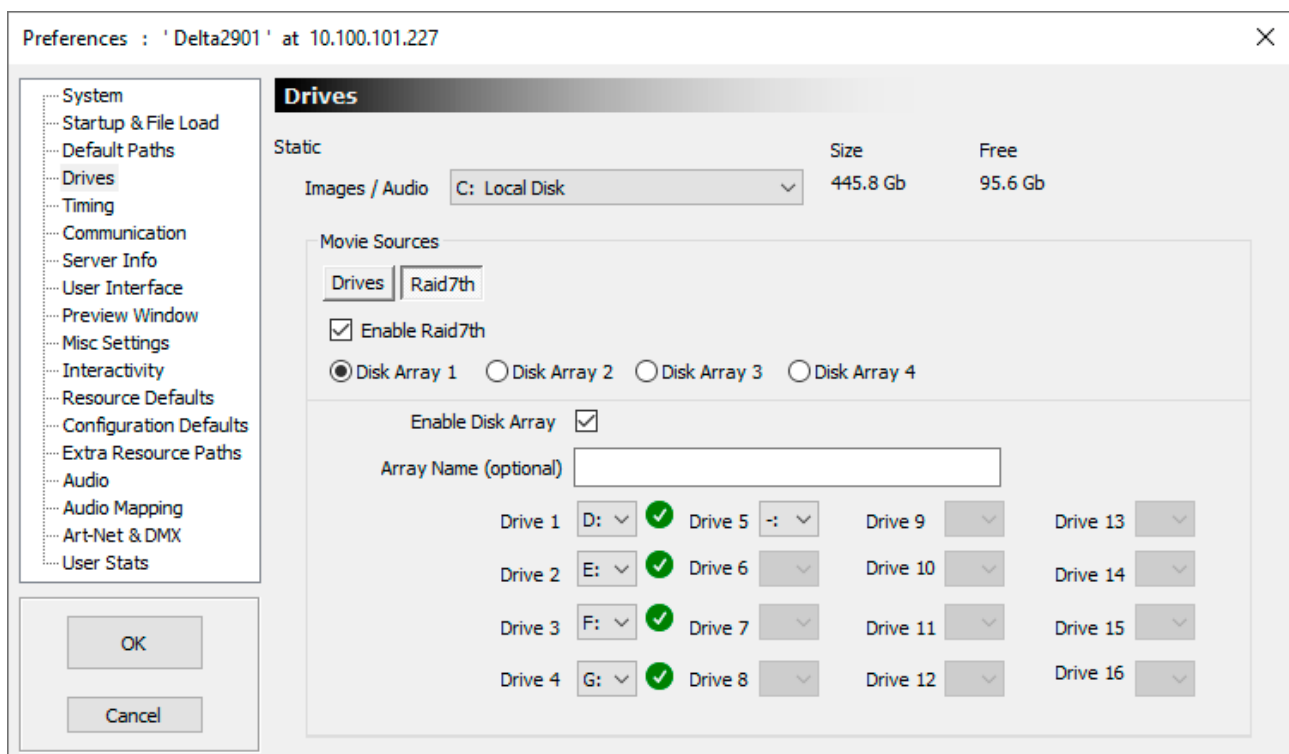 Preferences : ' Delta2901 ' at 10.100.101.227
System
Startup & File Load
Default Paths
Drives
Timing
Communication
Server Info
User Interface
Preview Window
Misc Settings
Interactivity
Resource Defaults
Configuration Defaults
Extra Resource Paths
Audio
Audio Mapping
Art-Net & DMX
User Stats
OK
Cancel
Drives
Static Size Free
Images / Audio C: Local Disk 445.8 Gb 95.6 Gb
Movie Sources
Drives Raid7th
Enable Raid7th
Disk Array 1 Disk Array 2 Disk Array 3 Disk Array 4
Enable Disk Array
Array Name (optional)
Drive 1 D: Drive 5 -: Drive 9 Drive 13
Drive 2 E: Drive 6 Drive 10 Drive 14
Drive 3 F: Drive 7 Drive 11 Drive 15
Drive 4 G: Drive 8 Drive 12 Drive 16